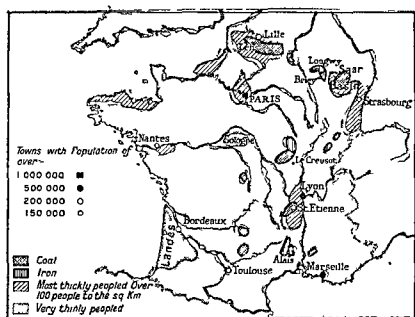 Lille
Longwy
Briey
Saar
PARIS
Strasbourg
Nantes
Sologne
Le Creusot
Towns with Population of
over—
1 000 000
500 000
200 000
150 000
Lyon
St.Etienne
Bordeaux
Landes
Alais
Toulouse
Marseille
Coal
Iron
Most thickly peopled Over
100 people to the sq Km
Very thinly peopled